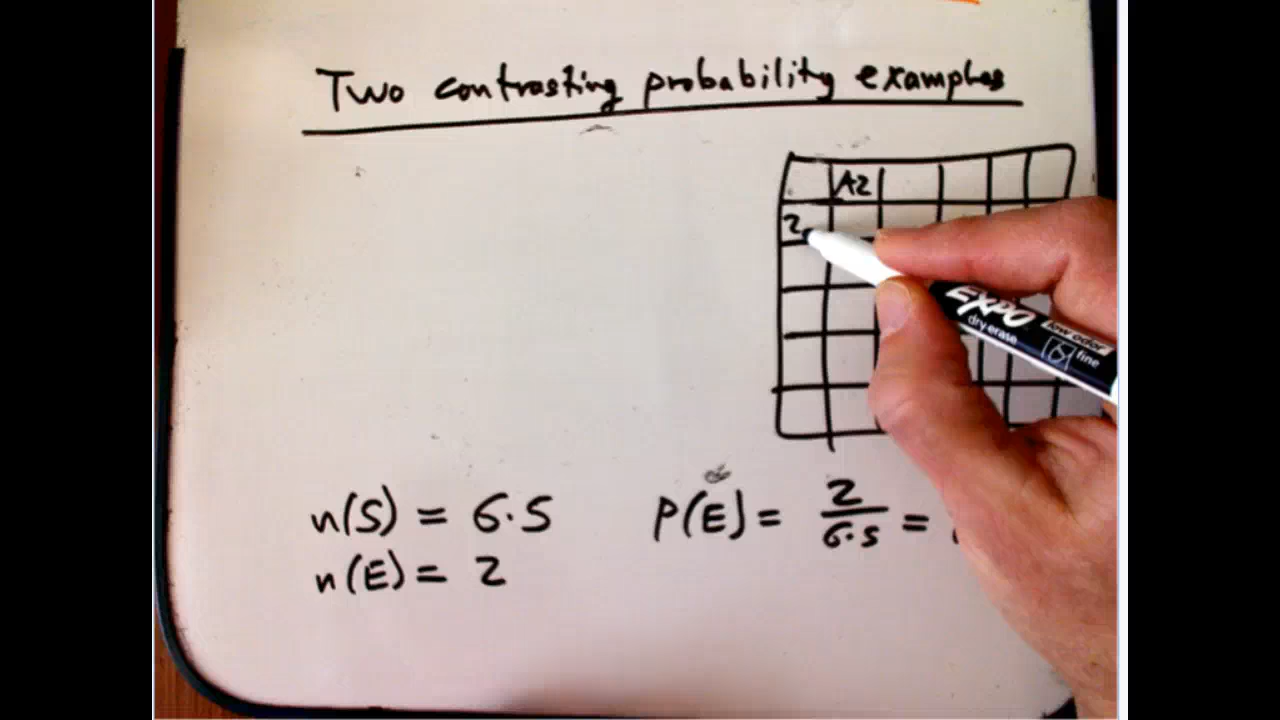 Two contrasting probability examples
A2
2
EXPO
dry erase
low odor
fine
n(S) = 6·5
n(E) = 2
P(E) = 2/6·5 =